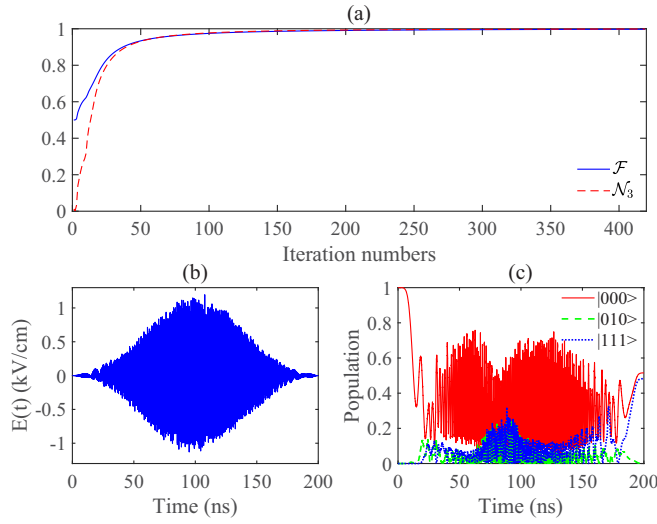 (a)
1
0.8
0.6
0.4
0.2
0
0 50 100 150 200 250 300 350 400
Iteration numbers
ℱ
𝒩₃
(b)
1
0.5
0
-0.5
-1
E(t) (kV/cm)
0 50 100 150 200
Time (ns)
(c)
1
0.8
0.6
0.4
0.2
0
Population
|000>
|010>
|111>
0 50 100 150 200
Time (ns)